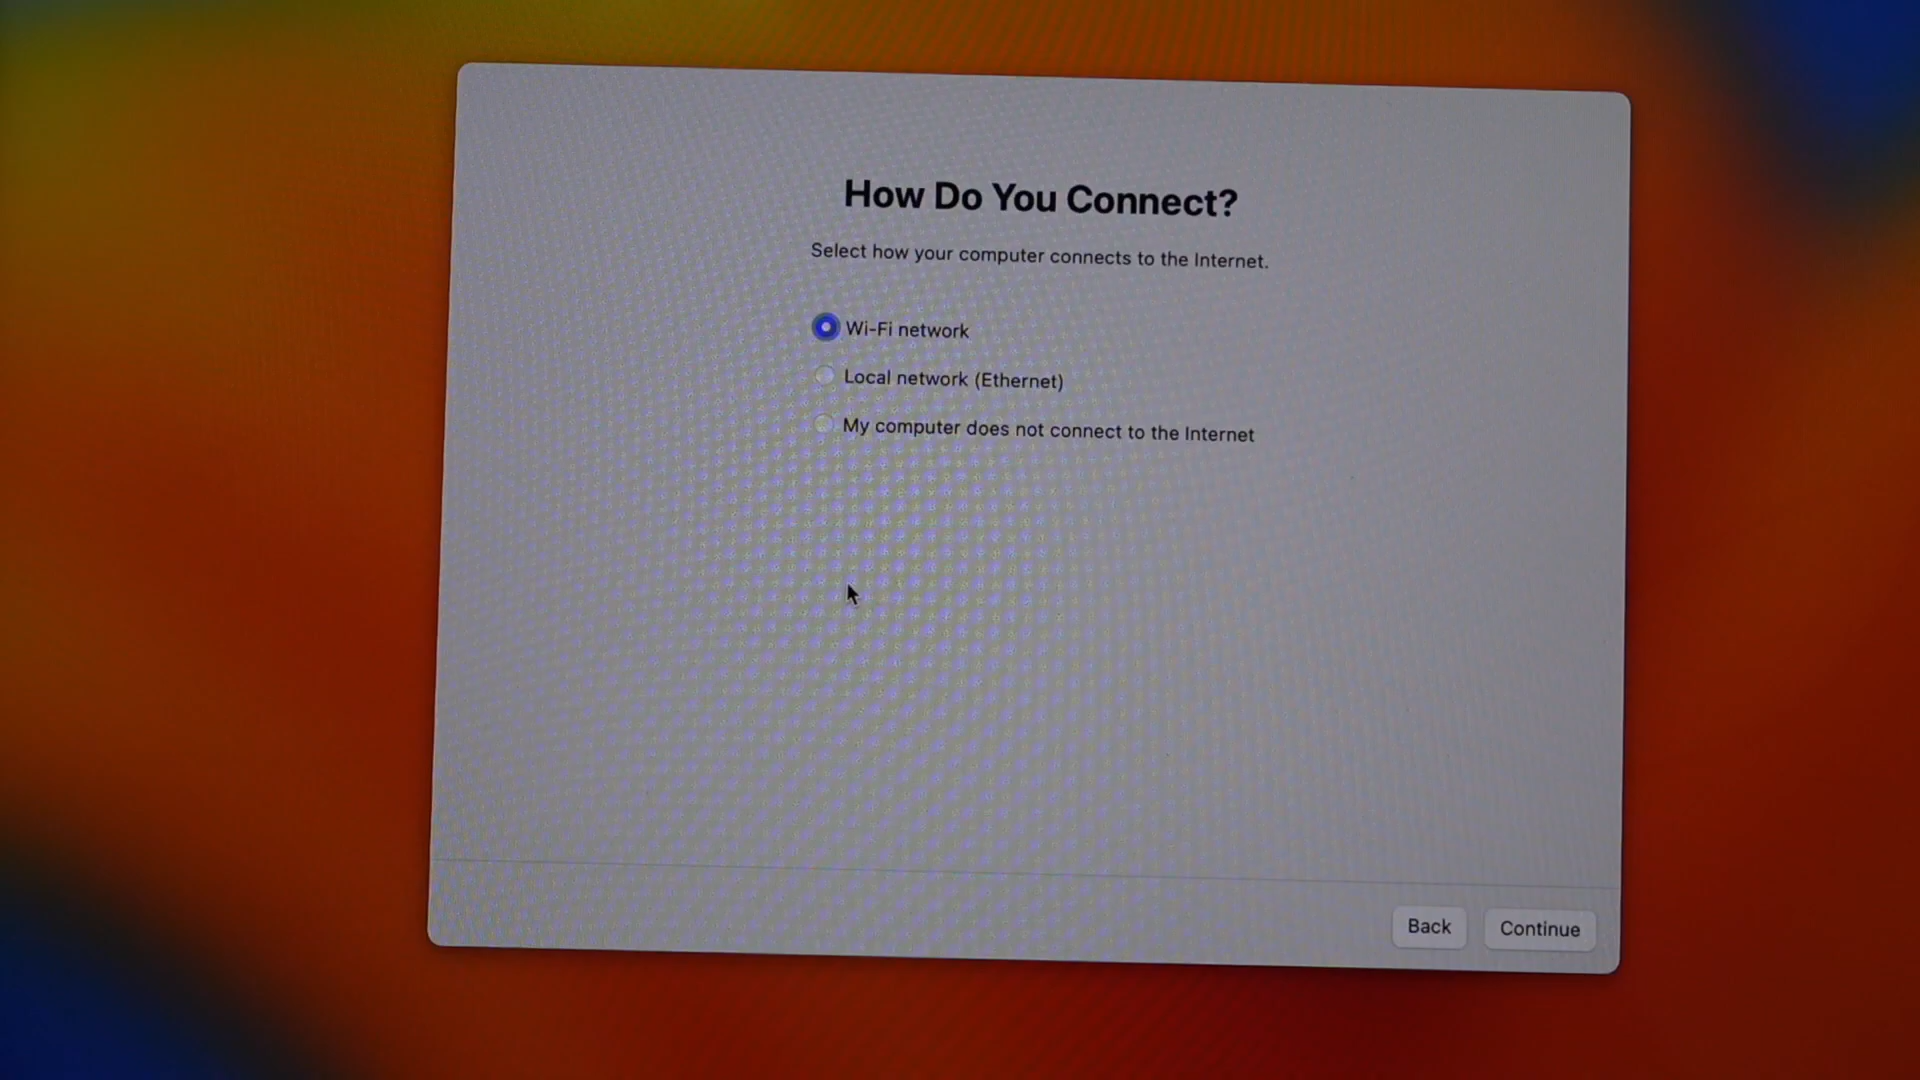 How Do You Connect?
Select how your computer connects to the Internet.
Wi-Fi network
Local network (Ethernet)
My computer does not connect to the Internet
Back
Continue